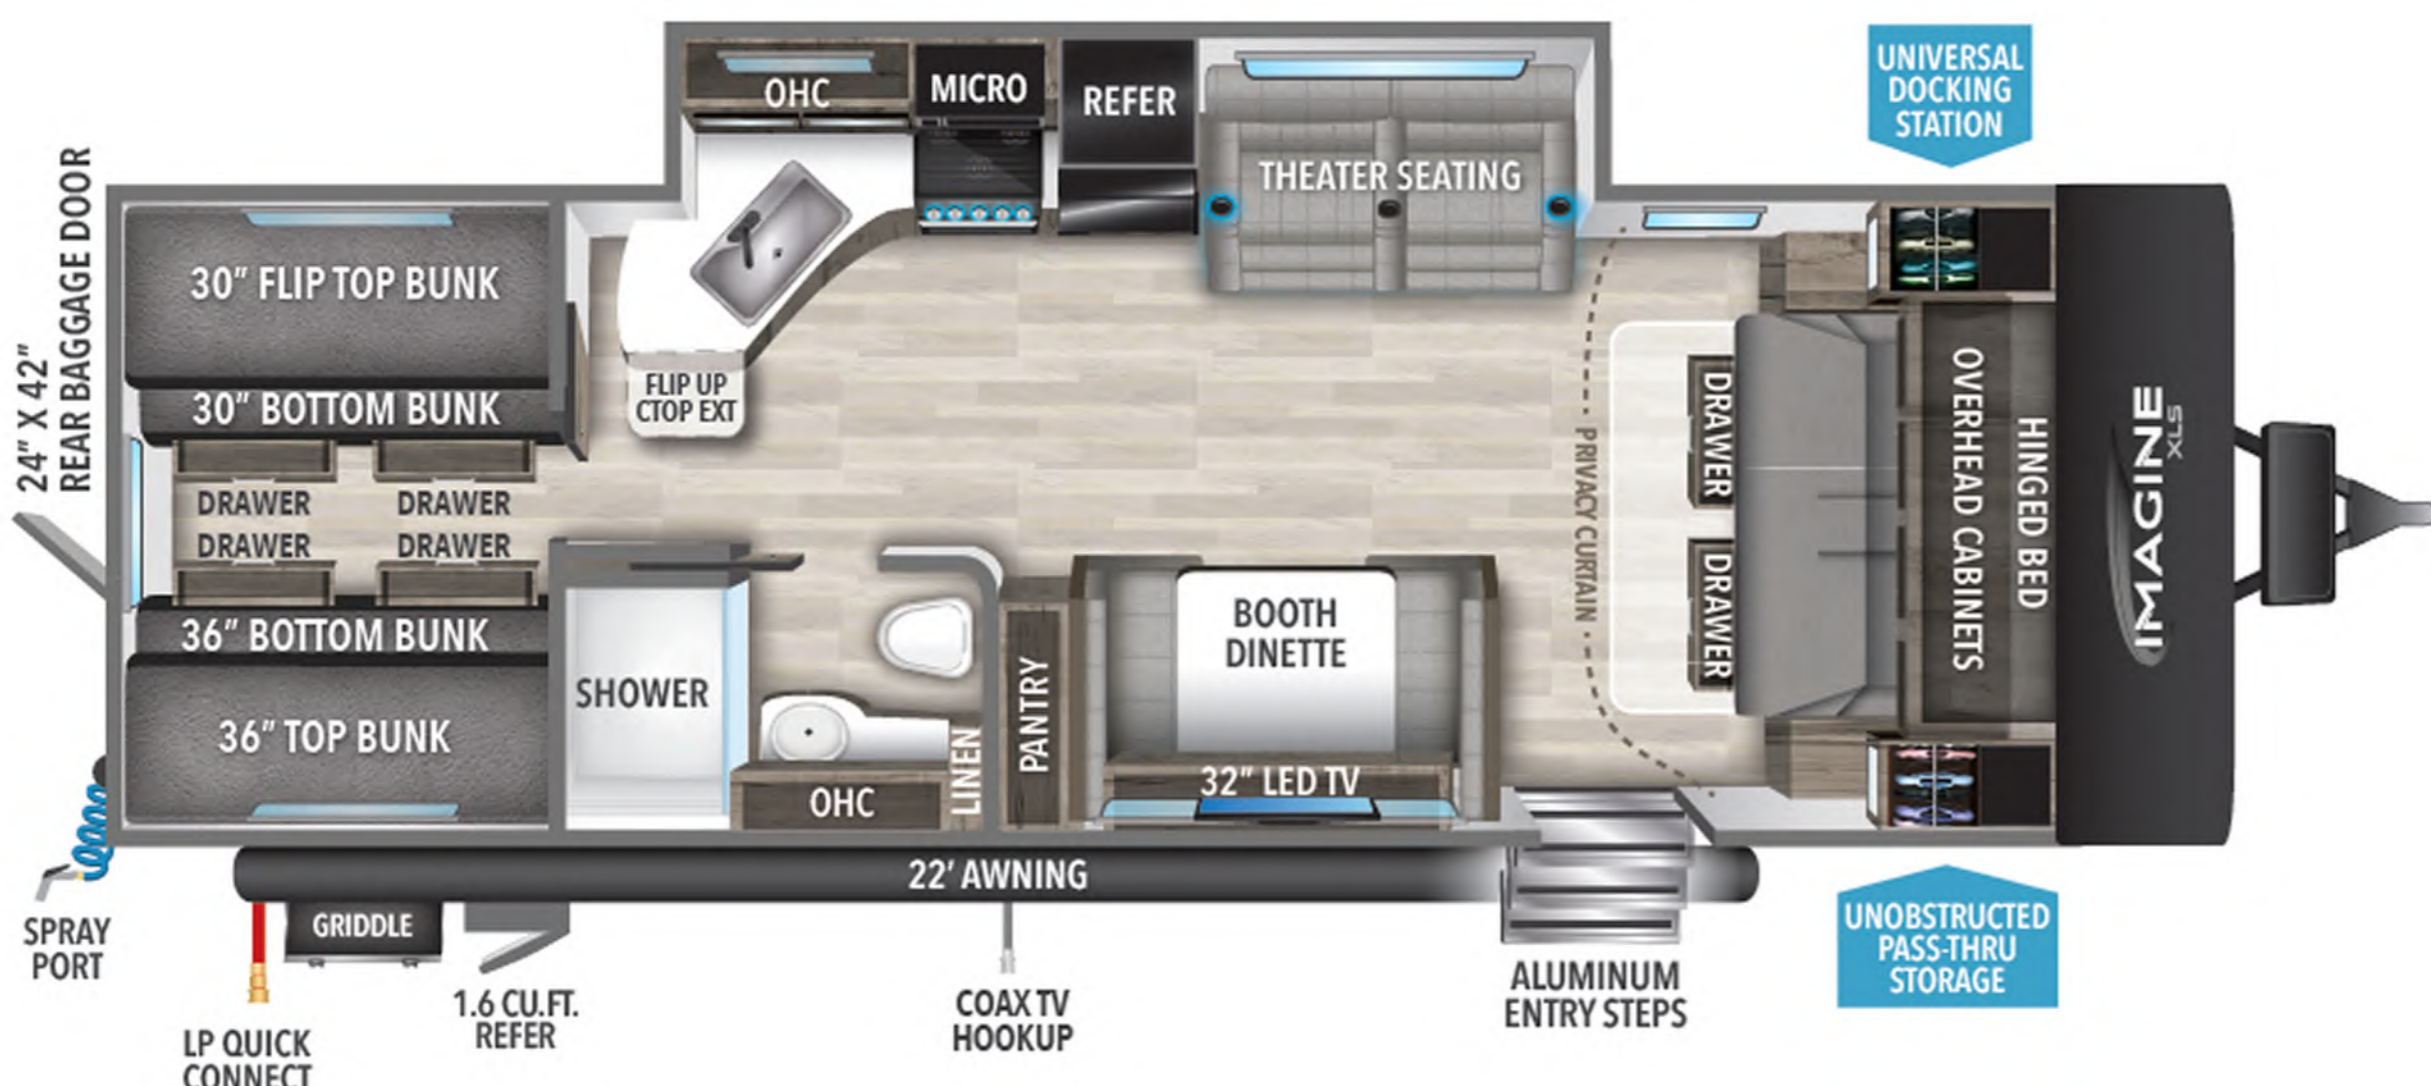 24" X 42"
REAR BAGGAGE DOOR
OHC
MICRO
REFER
THEATER SEATING
UNIVERSAL
DOCKING
STATION
30" FLIP TOP BUNK
30" BOTTOM BUNK
FLIP UP
CTOP EXT
DRAWER
DRAWER
DRAWER
DRAWER
36" BOTTOM BUNK
36" TOP BUNK
SHOWER
OHC
LINEN
PANTRY
BOOTH
DINETTE
32" LED TV
PRIVACY CURTAIN
DRAWER
DRAWER
OVERHEAD CABINETS
HINGED BED
IMAGINE
XLS
22' AWNING
SPRAY
PORT
GRIDDLE
LP QUICK
CONNECT
1.6 CU.FT.
REFER
COAX TV
HOOKUP
ALUMINUM
ENTRY STEPS
UNOBSTRUCTED
PASS-THRU
STORAGE